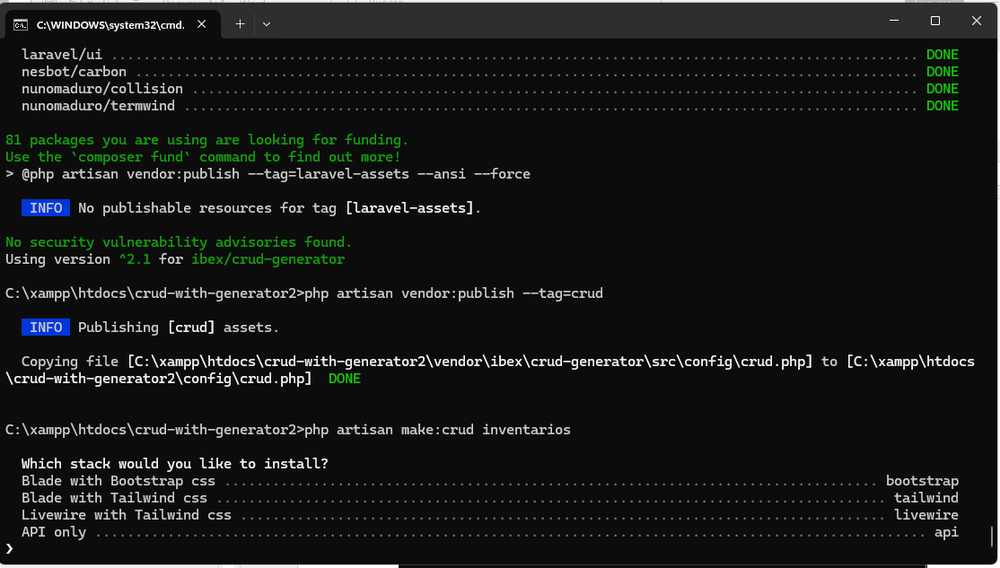 C:\WINDOWS\system32\cmd.
laravel/ui .................................................................................................... DONE
nesbot/carbon ................................................................................................. DONE
nunomaduro/collision .......................................................................................... DONE
nunomaduro/termwind ........................................................................................... DONE
81 packages you are using are looking for funding.
Use the `composer fund` command to find out more!
> @php artisan vendor:publish --tag=laravel-assets --ansi --force
INFO No publishable resources for tag [laravel-assets].
No security vulnerability advisories found.
Using version ^2.1 for ibex/crud-generator
C:\xampp\htdocs\crud-with-generator2>php artisan vendor:publish --tag=crud
INFO Publishing [crud] assets.
Copying file [C:\xampp\htdocs\crud-with-generator2\vendor\ibex\crud-generator\src\config\crud.php] to [C:\xampp\htdocs
\crud-with-generator2\config\crud.php] DONE
C:\xampp\htdocs\crud-with-generator2>php artisan make:crud inventarios
Which stack would you like to install?
Blade with Bootstrap css ................................................................................. bootstrap
Blade with Tailwind css ................................................................................... tailwind
Livewire with Tailwind css ................................................................................ livewire
API only ....................................................................................................... api
❯